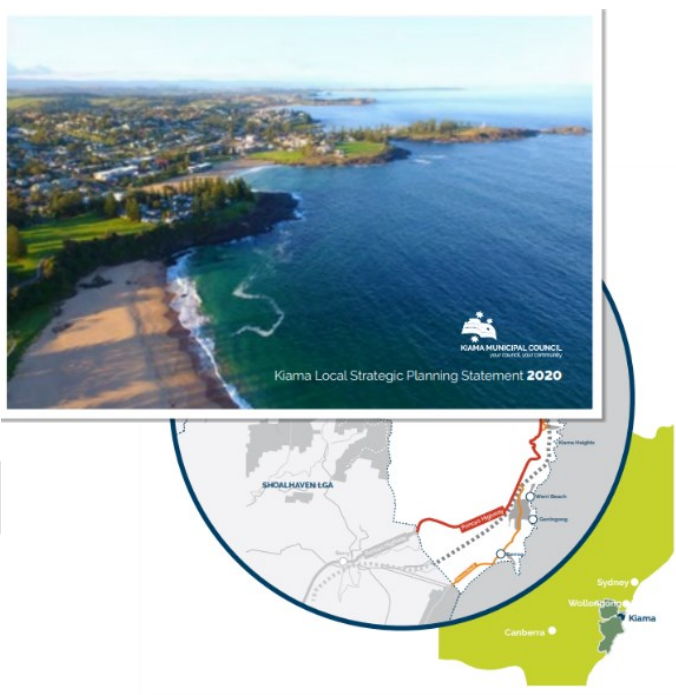 KIAMA MUNICIPAL COUNCIL
your council, your community
Kiama Local Strategic Planning Statement 2020
Kiama Heights
SHOALHAVEN LGA
Princes Highway
Werri Beach
Gerringong
Berry
Gerroa
Sydney
Wollongong
Kiama
Canberra